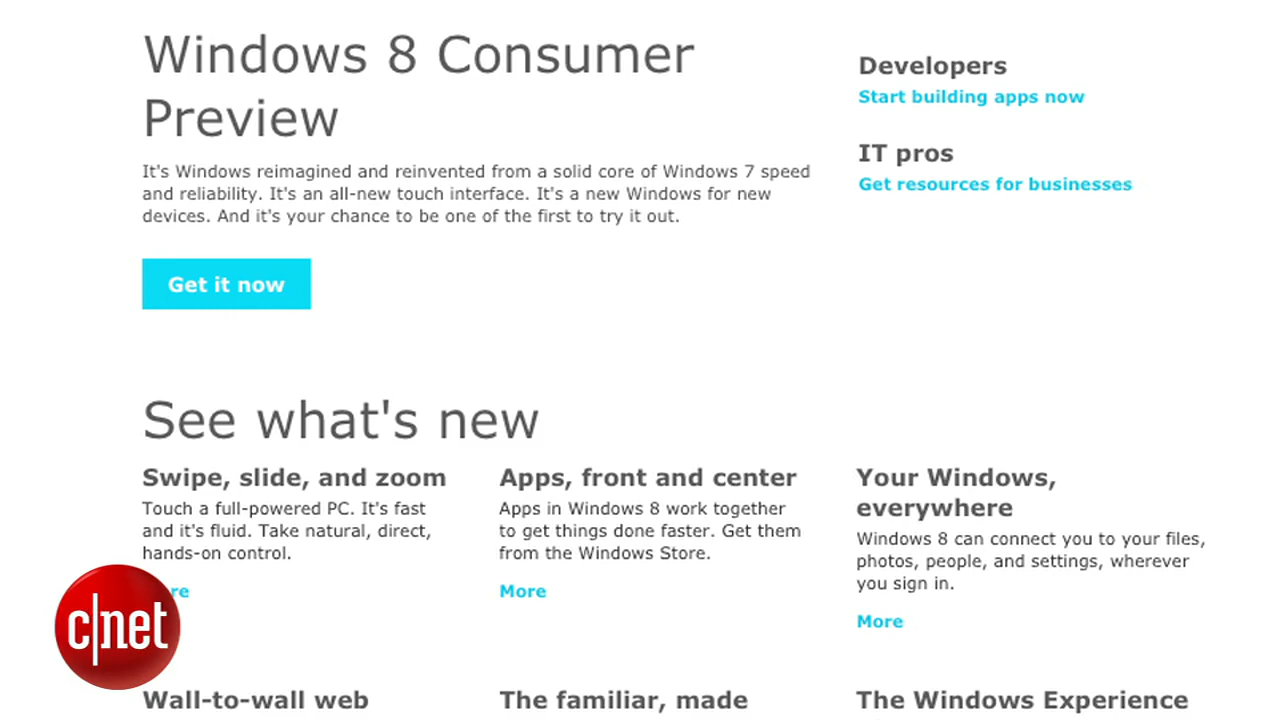 Windows 8 Consumer
Preview
It's Windows reimagined and reinvented from a solid core of Windows 7 speed
and reliability. It's an all-new touch interface. It's a new Windows for new
devices. And it's your chance to be one of the first to try it out.
Get it now
Developers
Start building apps now
IT pros
Get resources for businesses
See what's new
Swipe, slide, and zoom
Touch a full-powered PC. It's fast
and it's fluid. Take natural, direct,
hands-on control.
Apps, front and center
Apps in Windows 8 work together
to get things done faster. Get them
from the Windows Store.
More
Your Windows,
everywhere
Windows 8 can connect you to your files,
photos, people, and settings, wherever
you sign in.
More
c|net
Wall-to-wall web
The familiar, made
The Windows Experience